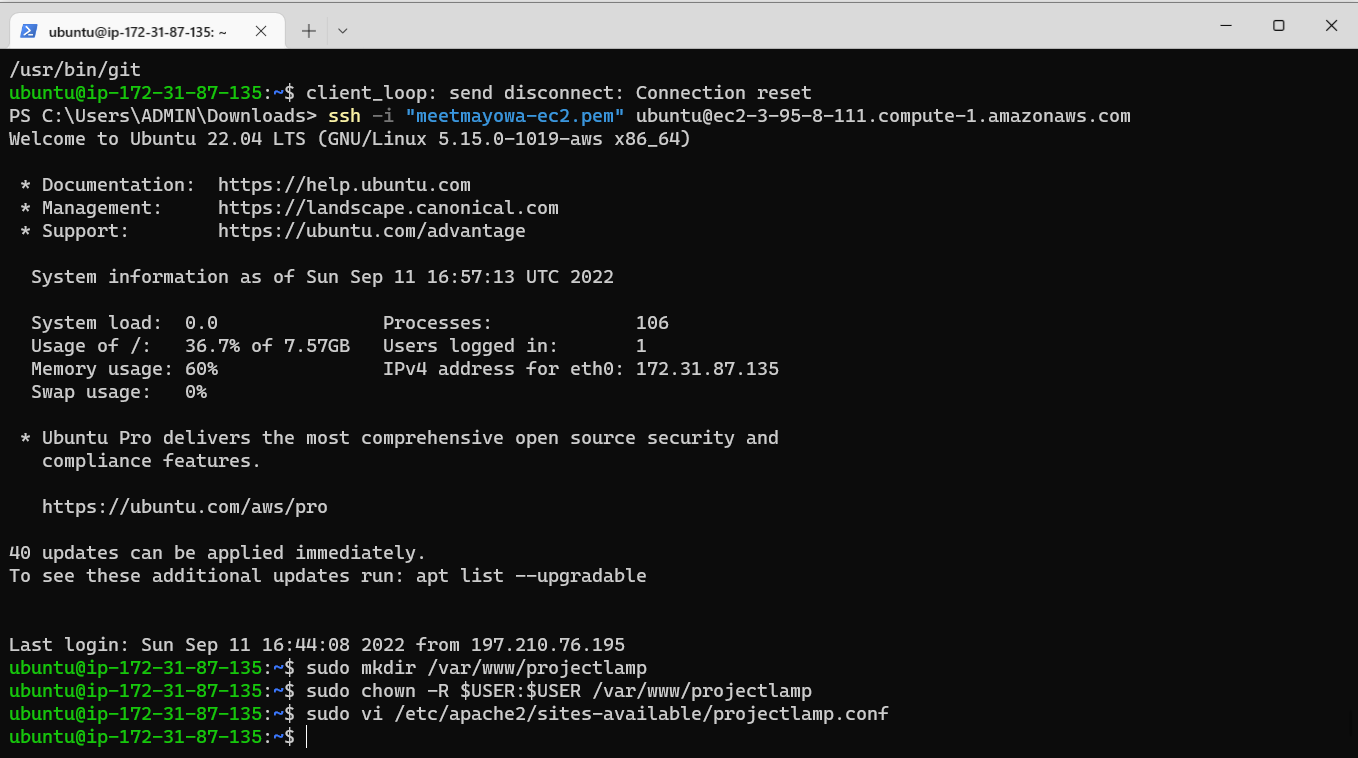 ubuntu@ip-172-31-87-135: ~
/usr/bin/git
ubuntu@ip-172-31-87-135:~$ client_loop: send disconnect: Connection reset
PS C:\Users\ADMIN\Downloads> ssh -i "meetmayowa-ec2.pem" ubuntu@ec2-3-95-8-111.compute-1.amazonaws.com
Welcome to Ubuntu 22.04 LTS (GNU/Linux 5.15.0-1019-aws x86_64)
* Documentation:  https://help.ubuntu.com
* Management:     https://landscape.canonical.com
* Support:        https://ubuntu.com/advantage
System information as of Sun Sep 11 16:57:13 UTC 2022
System load:  0.0               Processes:             106
Usage of /:   36.7% of 7.57GB   Users logged in:       1
Memory usage: 60%               IPv4 address for eth0: 172.31.87.135
Swap usage:   0%
* Ubuntu Pro delivers the most comprehensive open source security and
compliance features.
https://ubuntu.com/aws/pro
40 updates can be applied immediately.
To see these additional updates run: apt list --upgradable
Last login: Sun Sep 11 16:44:08 2022 from 197.210.76.195
ubuntu@ip-172-31-87-135:~$ sudo mkdir /var/www/projectlamp
ubuntu@ip-172-31-87-135:~$ sudo chown -R $USER:$USER /var/www/projectlamp
ubuntu@ip-172-31-87-135:~$ sudo vi /etc/apache2/sites-available/projectlamp.conf
ubuntu@ip-172-31-87-135:~$